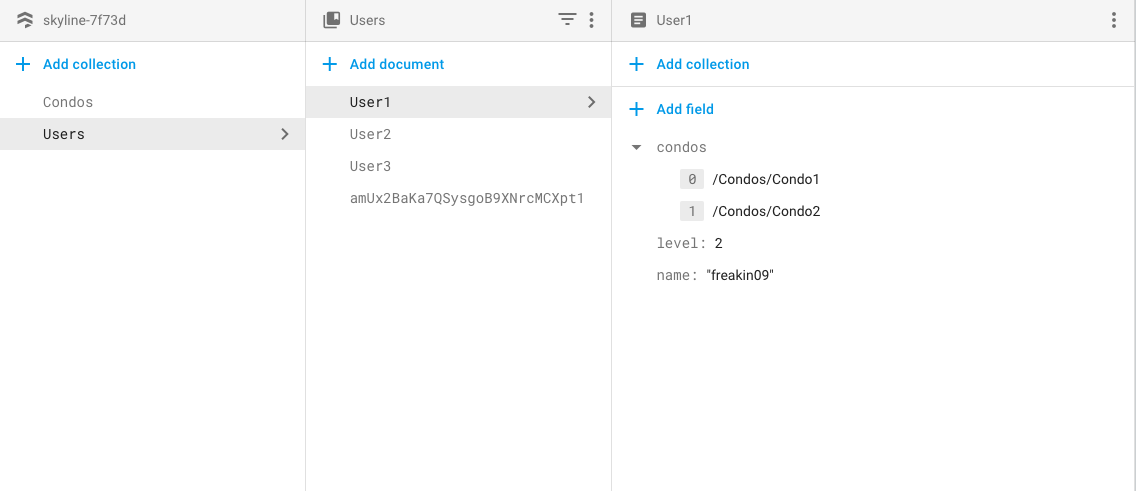 skyline-7f73d
Users
User1
Add collection
Add document
Add collection
Condos
Users
User1
User2
User3
amUx2BaKa7QSysgoB9XNrcMCXpt1
Add field
condos
0 /Condos/Condo1
1 /Condos/Condo2
level: 2
name: "freakin09"